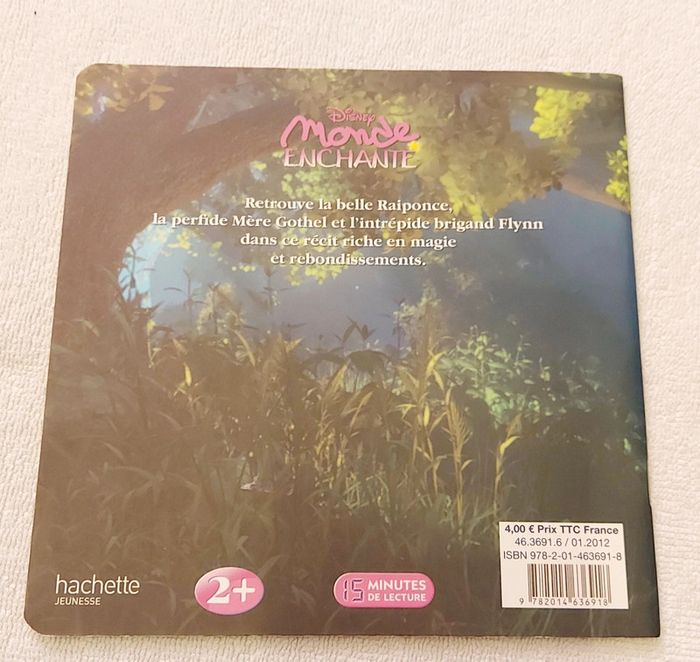 Disney
Monde
ENCHANTÉ
Retrouve la belle Raiponce,
la perfide Mère Gothel et l'intrépide brigand Flynn
dans ce récit riche en magie
et rebondissements.
4,00 € Prix TTC France
46.3691.6 / 01.2012
ISBN 978-2-01-463691-8
9 782014 636918
hachette
JEUNESSE
2+
15 MINUTES
DE LECTURE